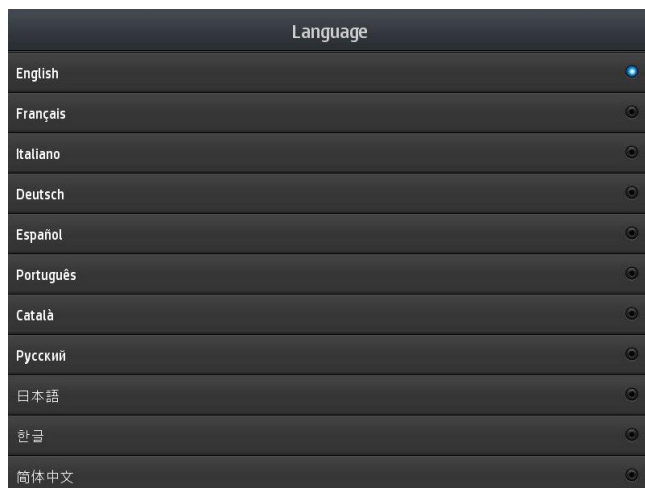 Language
English
Français
Italiano
Deutsch
Español
Português
Català
Русский
日本語
한글
简体中文